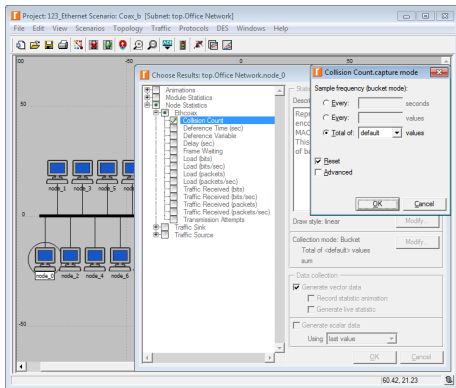 Project: 123_Ethernet Scenario: Coax_b [Subnet: top.Office Network]
File Edit View Scenarios Topology Traffic Protocols DES Windows Help
-50
0
50
50
0
-50
node_1 node_3 node_5
node_0 node_2 node_4 node_6
Choose Results: top.Office Network.node_0
Animations
Module Statistics
Node Statistics
Ethcoax
Collision Count
Deference Time (sec)
Deference Variable
Delay (sec)
Frame Waiting
Load (bits)
Load (bits/sec)
Load (packets)
Load (packets/sec)
Traffic Received (bits)
Traffic Received (bits/sec)
Traffic Received (packets)
Traffic Received (packets/sec)
Transmission Attempts
Traffic Sink
Traffic Source
Collision Count.capture mode
Sample frequency (bucket mode):
Every: seconds
Every: values
Total of: default values
Reset
Advanced
OK Cancel
Draw style: linear Modify...
Collection mode: Bucket Modify...
Total of <default> values
sum
Data collection
Generate vector data
Record statistic animation
Generate live statistic
Generate scalar data
Using last value
OK Cancel
60.42, 21.23